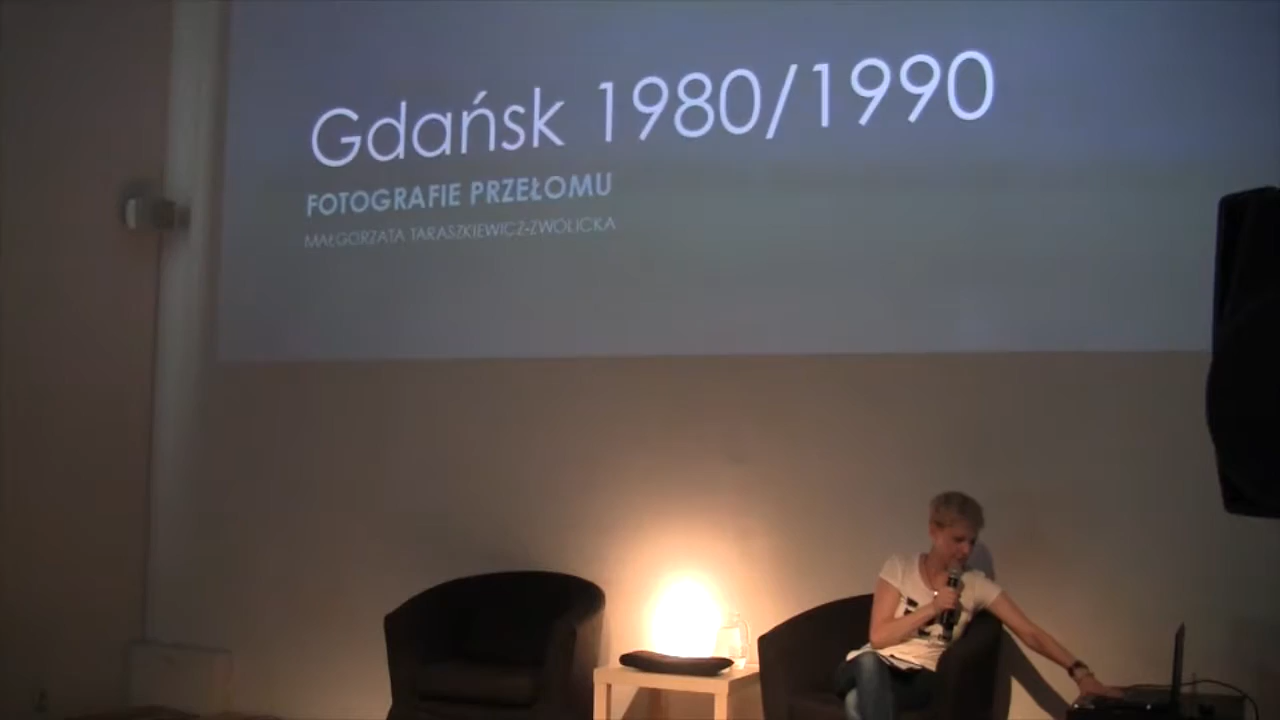 Gdańsk 1980/1990
FOTOGRAFIE PRZEŁOMU
MAŁGORZATA TARASZKIEWICZ-ZWOLICKA